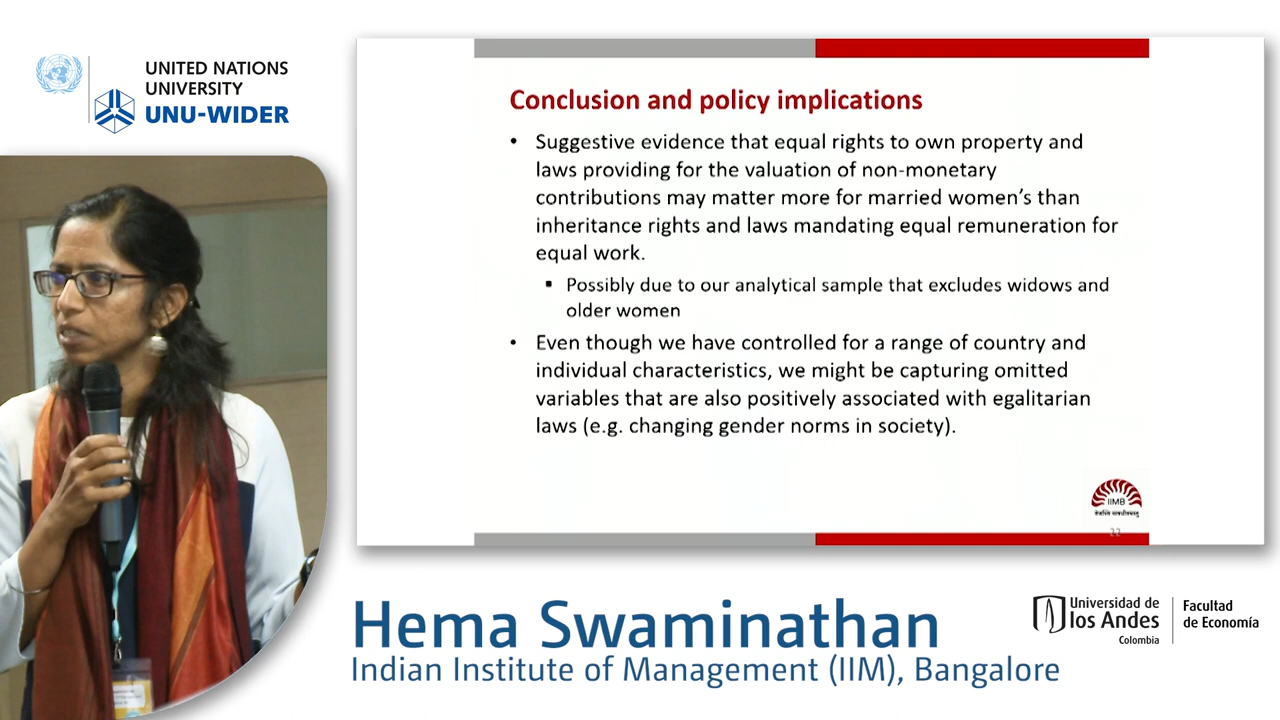 UNITED NATIONS
UNIVERSITY
UNU-WIDER
Conclusion and policy implications
• Suggestive evidence that equal rights to own property and
laws providing for the valuation of non-monetary
contributions may matter more for married women’s than
inheritance rights and laws mandating equal remuneration for
equal work.
▪ Possibly due to our analytical sample that excludes widows and
older women
• Even though we have controlled for a range of country and
individual characteristics, we might be capturing omitted
variables that are also positively associated with egalitarian
laws (e.g. changing gender norms in society).
IIMB
22
Hema Swaminathan
Indian Institute of Management (IIM), Bangalore
Universidad de
los Andes
Colombia
Facultad
de Economía